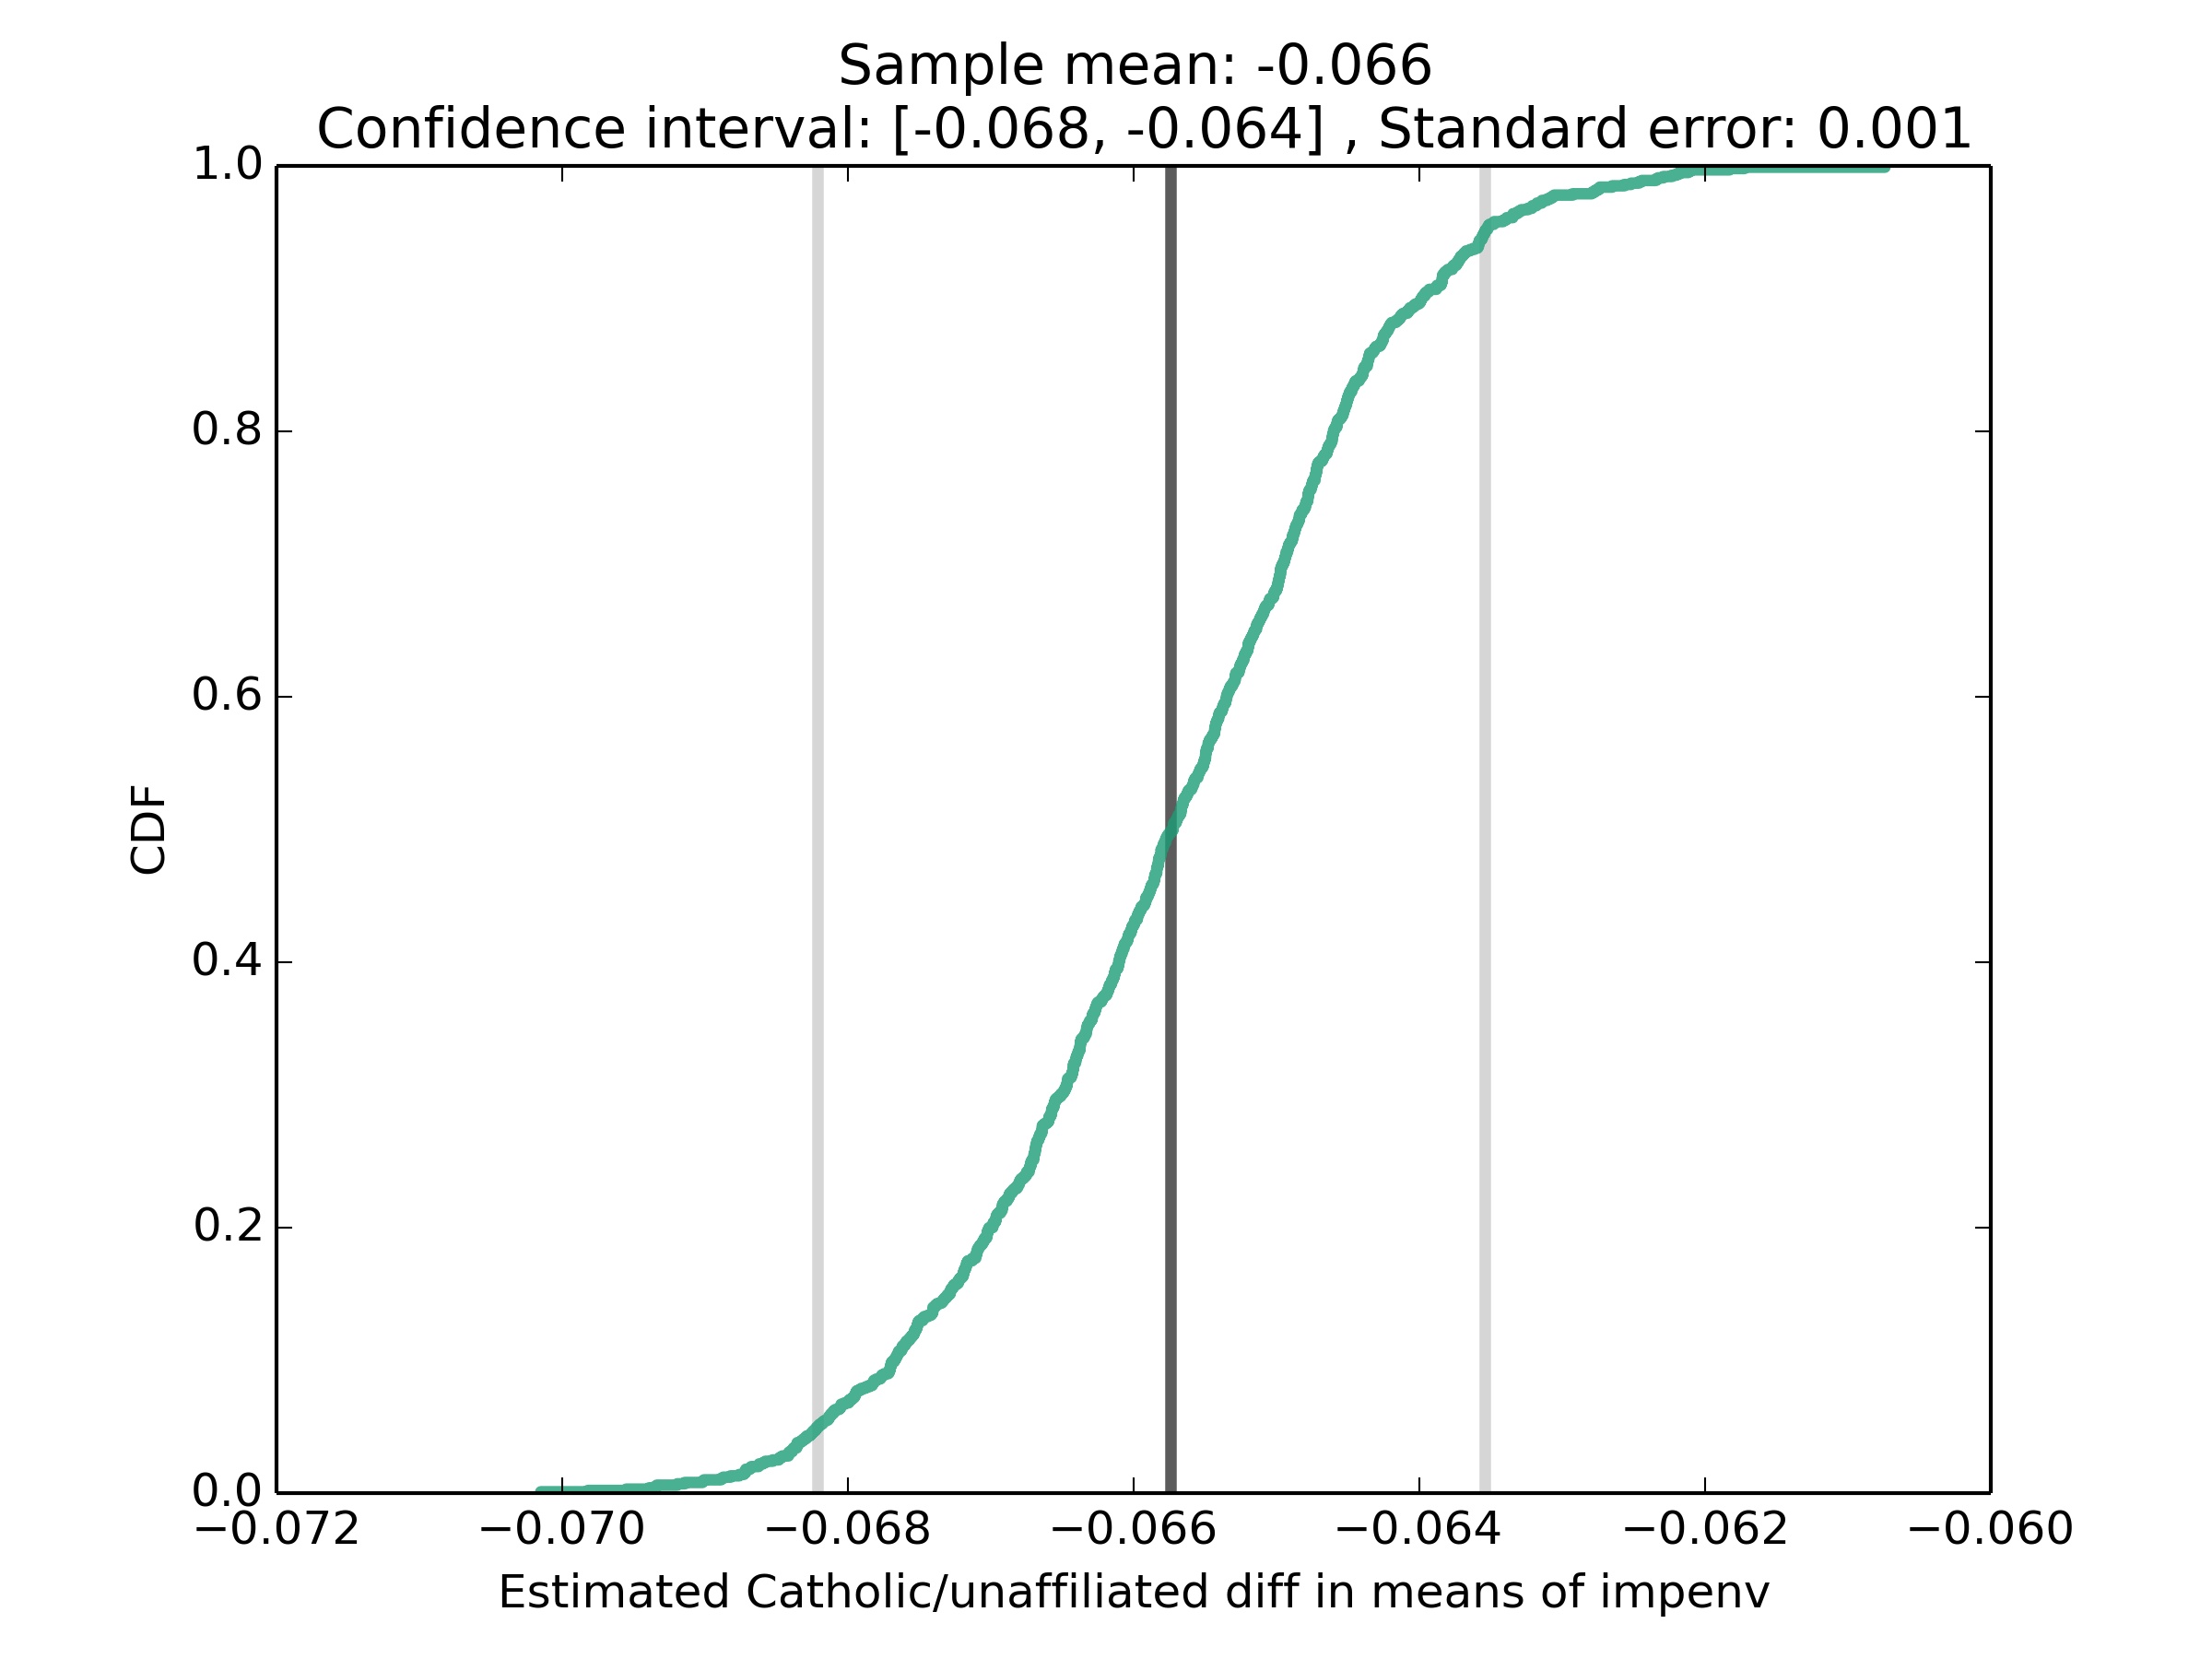 Sample mean: -0.066
Confidence interval: [-0.068, -0.064] , Standard error: 0.001
1.0
0.8
0.6
0.4
0.2
0.0
CDF
−0.072 −0.070 −0.068 −0.066 −0.064 −0.062 −0.060
Estimated Catholic/unaffiliated diff in means of impenv